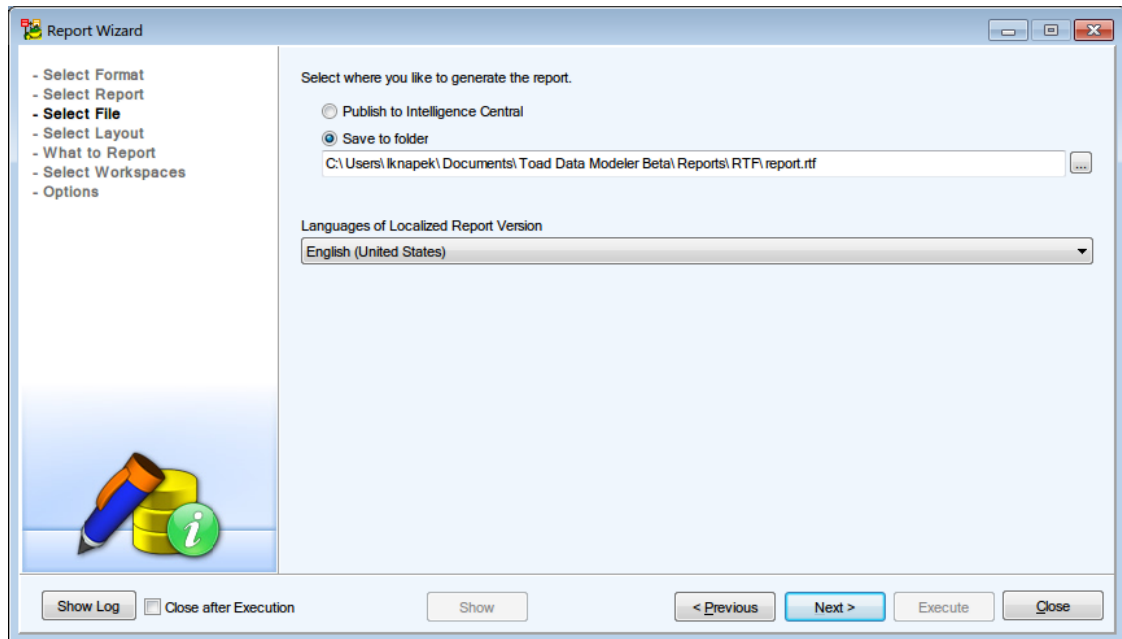 Report Wizard
- Select Format
- Select Report
- Select File
- Select Layout
- What to Report
- Select Workspaces
- Options
Select where you like to generate the report.
Publish to Intelligence Central
Save to folder
C:\Users\lknapek\Documents\Toad Data Modeler Beta\Reports\RTF\report.rtf
...
Languages of Localized Report Version
English (United States)
i
Show Log Close after Execution Show < Previous Next > Execute Close